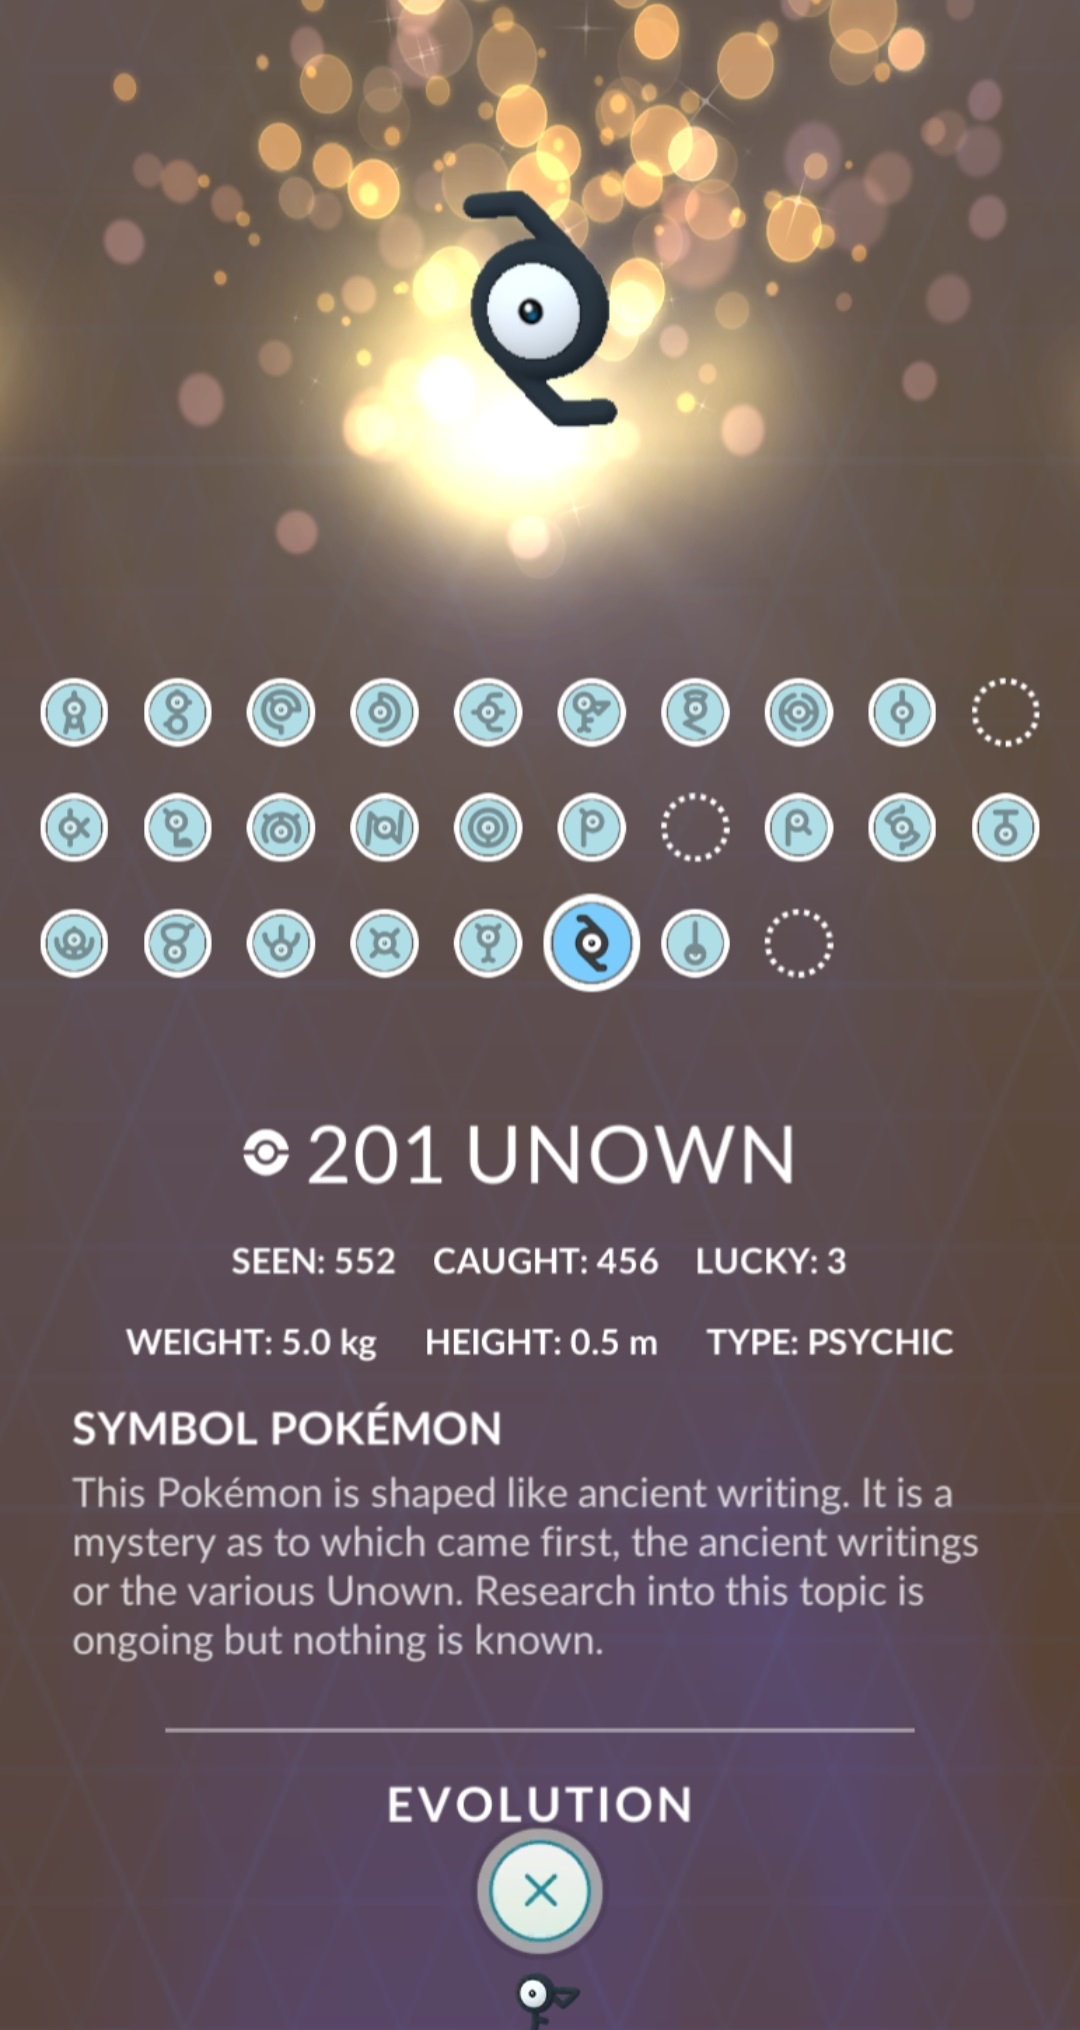 201 UNOWN
SEEN: 552 CAUGHT: 456 LUCKY: 3
WEIGHT: 5.0 kg HEIGHT: 0.5 m TYPE: PSYCHIC
SYMBOL POKÉMON
This Pokémon is shaped like ancient writing. It is a
mystery as to which came first, the ancient writings
or the various Unown. Research into this topic is
ongoing but nothing is known.
EVOLUTION